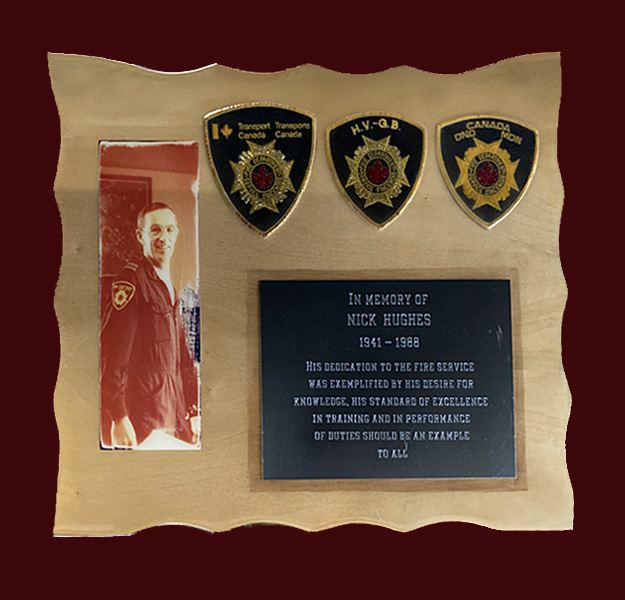 Transport Transports
Canada Canada
H.V.-G.B.
CANADA
DND MDN
IN MEMORY OF
NICK HUGHES
1941 – 1988
HIS DEDICATION TO THE FIRE SERVICE
WAS EXEMPLIFIED BY HIS DESIRE FOR
KNOWLEDGE, HIS STANDARD OF EXCELLENCE
IN TRAINING AND IN PERFORMANCE
OF DUTIES SHOULD BE AN EXAMPLE
TO ALL